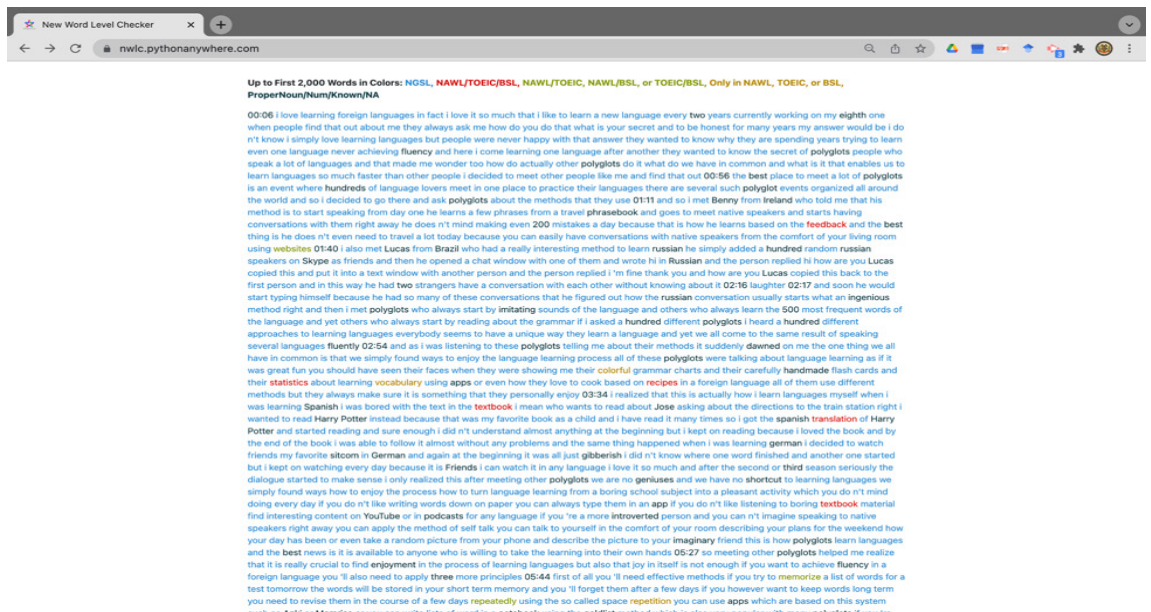 New Word Level Checker
nwlc.pythonanywhere.com
Up to First 2,000 Words in Colors: NGSL, NAWL/TOEIC/BSL, NAWL/TOEIC, NAWL/BSL, or TOEIC/BSL, Only in NAWL, TOEIC, or BSL,
ProperNoun/Num/Known/NA
00:06 i love learning foreign languages in fact i love it so much that i like to learn a new language every two years currently working on my eighth one
when people find that out about me they always ask me how do you do that what is your secret and to be honest for many years my answer would be i do
n't know i simply love learning languages but people were never happy with that answer they wanted to know why they are spending years trying to learn
even one language never achieving fluency and here i come learning one language after another they wanted to know the secret of polyglots people who
speak a lot of languages and that made me wonder too how do actually other polyglots do it what do we have in common and what is it that enables us to
learn languages so much faster than other people i decided to meet other people like me and find that out 00:56 the best place to meet a lot of polyglots
is an event where hundreds of language lovers meet in one place to practice their languages there are several such polyglot events organized all around
the world and so i decided to go there and ask polyglots about the methods that they use 01:11 and so i met Benny from Ireland who told me that his
method is to start speaking from day one he learns a few phrases from a travel phrasebook and goes to meet native speakers and starts having
conversations with them right away he does n't mind making even 200 mistakes a day because that is how he learns based on the feedback and the best
thing is he does n't even need to travel a lot today because you can easily have conversations with native speakers from the comfort of your living room
using websites 01:40 i also met Lucas from Brazil who had a really interesting method to learn russian he simply added a hundred random russian
speakers on Skype as friends and then he opened a chat window with one of them and wrote hi in Russian and the person replied hi how are you Lucas
copied this and put it into a text window with another person and the person replied i 'm fine thank you and how are you Lucas copied this back to the
first person and in this way he had two strangers have a conversation with each other without knowing about it 02:16 laughter 02:17 and soon he would
start typing himself because he had so many of these conversations that he figured out how the russian conversation usually starts what an ingenious
method right and then i met polyglots who always start by imitating sounds of the language and others who always learn the 500 most frequent words of
the language and yet others who always start by reading about the grammar if i asked a hundred different polyglots i heard a hundred different
approaches to learning languages everybody seems to have a unique way they learn a language and yet we all come to the same result of speaking
several languages fluently 02:54 and as i was listening to these polyglots telling me about their methods it suddenly dawned on me the one thing we all
have in common is that we simply found ways to enjoy the language learning process all of these polyglots were talking about language learning as if it
was great fun you should have seen their faces when they were showing me their colorful grammar charts and their carefully handmade flash cards and
their statistics about learning vocabulary using apps or even how they love to cook based on recipes in a foreign language all of them use different
methods but they always make sure it is something that they personally enjoy 03:34 i realized that this is actually how i learn languages myself when i
was learning Spanish i was bored with the text in the textbook i mean who wants to read about Jose asking about the directions to the train station right i
wanted to read Harry Potter instead because that was my favorite book as a child and i have read it many times so i got the spanish translation of Harry
Potter and started reading and sure enough i did n't understand almost anything at the beginning but i kept on reading because i loved the book and by
the end of the book i was able to follow it almost without any problems and the same thing happened when i was learning german i decided to watch
friends my favorite sitcom in German and again at the beginning it was all just gibberish i did n't know where one word finished and another one started
but i kept on watching every day because it is Friends i can watch it in any language i love it so much and after the second or third season seriously the
dialogue started to make sense i only realized this after meeting other polyglots we are no geniuses and we have no shortcut to learning languages we
simply found ways how to enjoy the process how to turn language learning from a boring school subject into a pleasant activity which you do n't mind
doing every day if you do n't like writing words down on paper you can always type them in an app if you do n't like listening to boring textbook material
find interesting content on YouTube or in podcasts for any language if you 're a more introverted person and you can n't imagine speaking to native
speakers right away you can apply the method of self talk you can talk to yourself in the comfort of your room describing your plans for the weekend how
your day has been or even take a random picture from your phone and describe the picture to your imaginary friend this is how polyglots learn languages
and the best news is it is available to anyone who is willing to take the learning into their own hands 05:27 so meeting other polyglots helped me realize
that it is really crucial to find enjoyment in the process of learning languages but also that joy in itself is not enough if you want to achieve fluency in a
foreign language you 'll also need to apply three more principles 05:44 first of all you 'll need effective methods if you try to memorize a list of words for a
test tomorrow the words will be stored in your short term memory and you 'll forget them after a few days if you however want to keep words long term
you need to revise them in the course of a few days repeatedly using the so called space repetition you can use apps which are based on this system